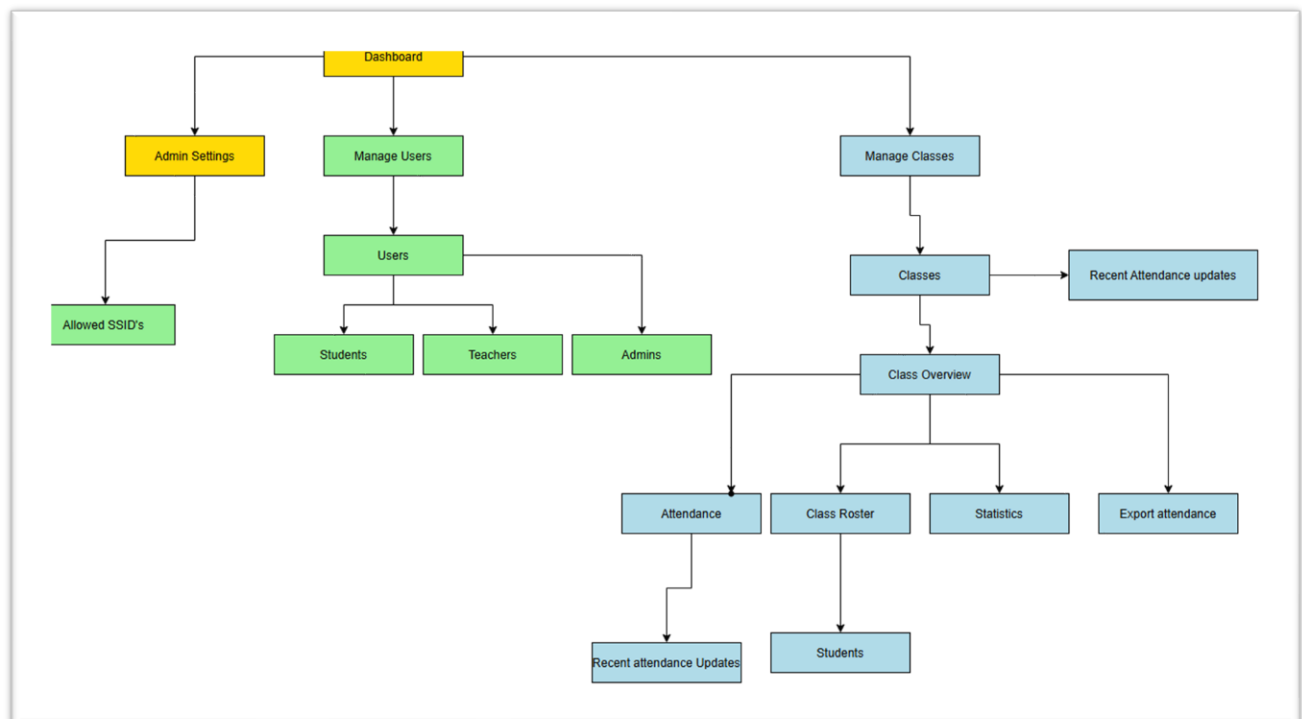 Dashboard
Admin Settings
Manage Users
Manage Classes
Users
Classes
Recent Attendance updates
Allowed SSID's
Students
Teachers
Admins
Class Overview
Attendance
Class Roster
Statistics
Export attendance
Recent attendance Updates
Students